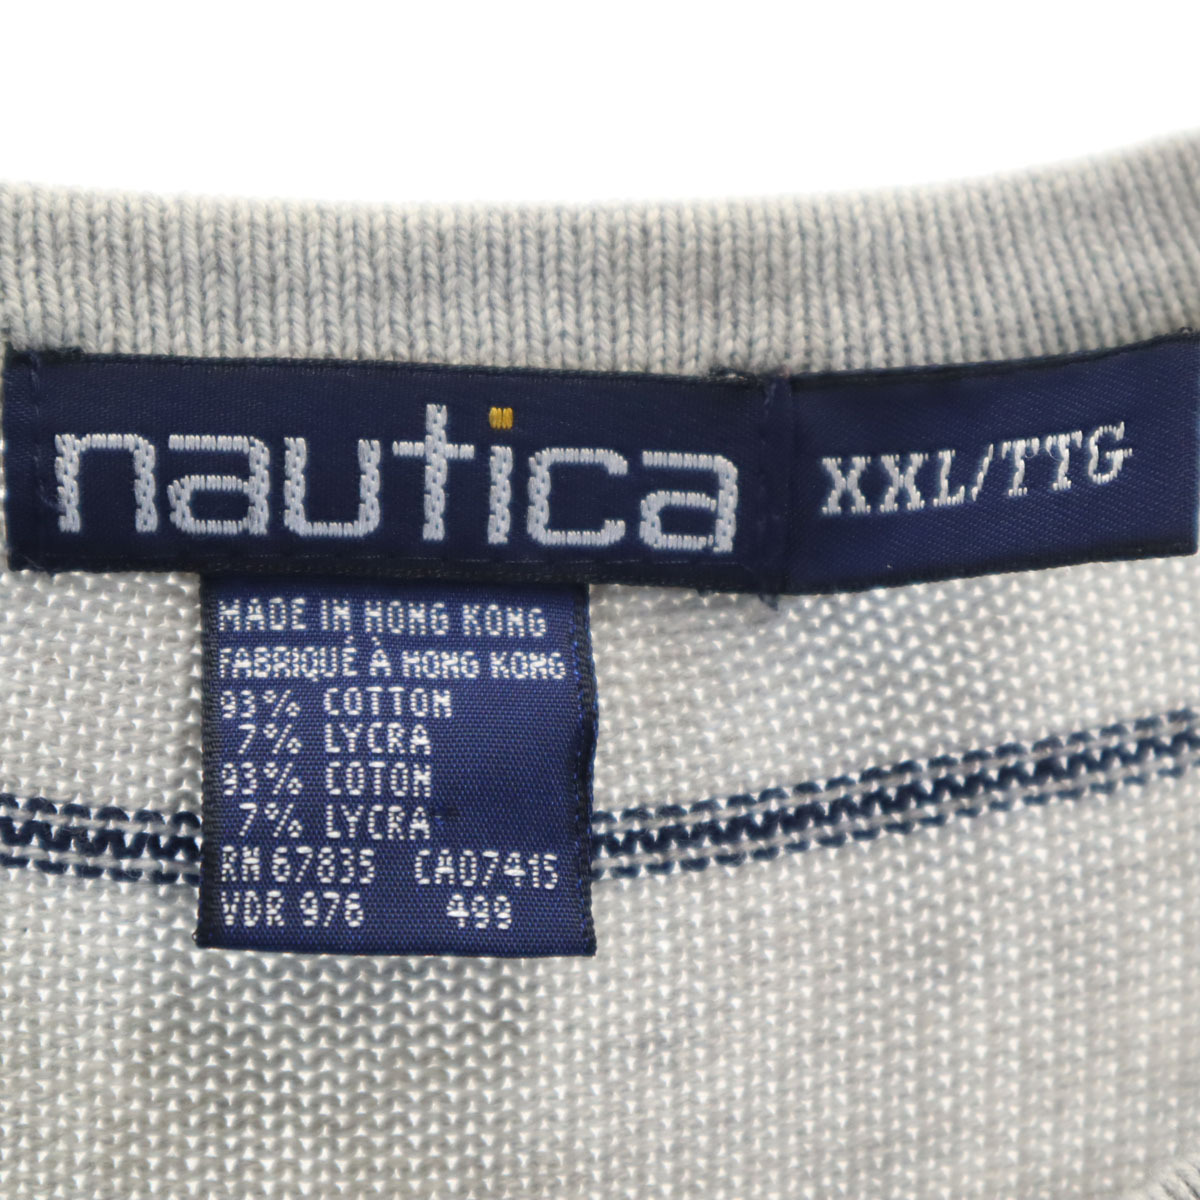 nautica
XXL/TTG
MADE IN HONG KONG
FABRIQUÉ À HONG KONG
93% COTTON
7% LYCRA
93% COTON
7% LYCRA
RN 67835 CA07415
VDR 976 499